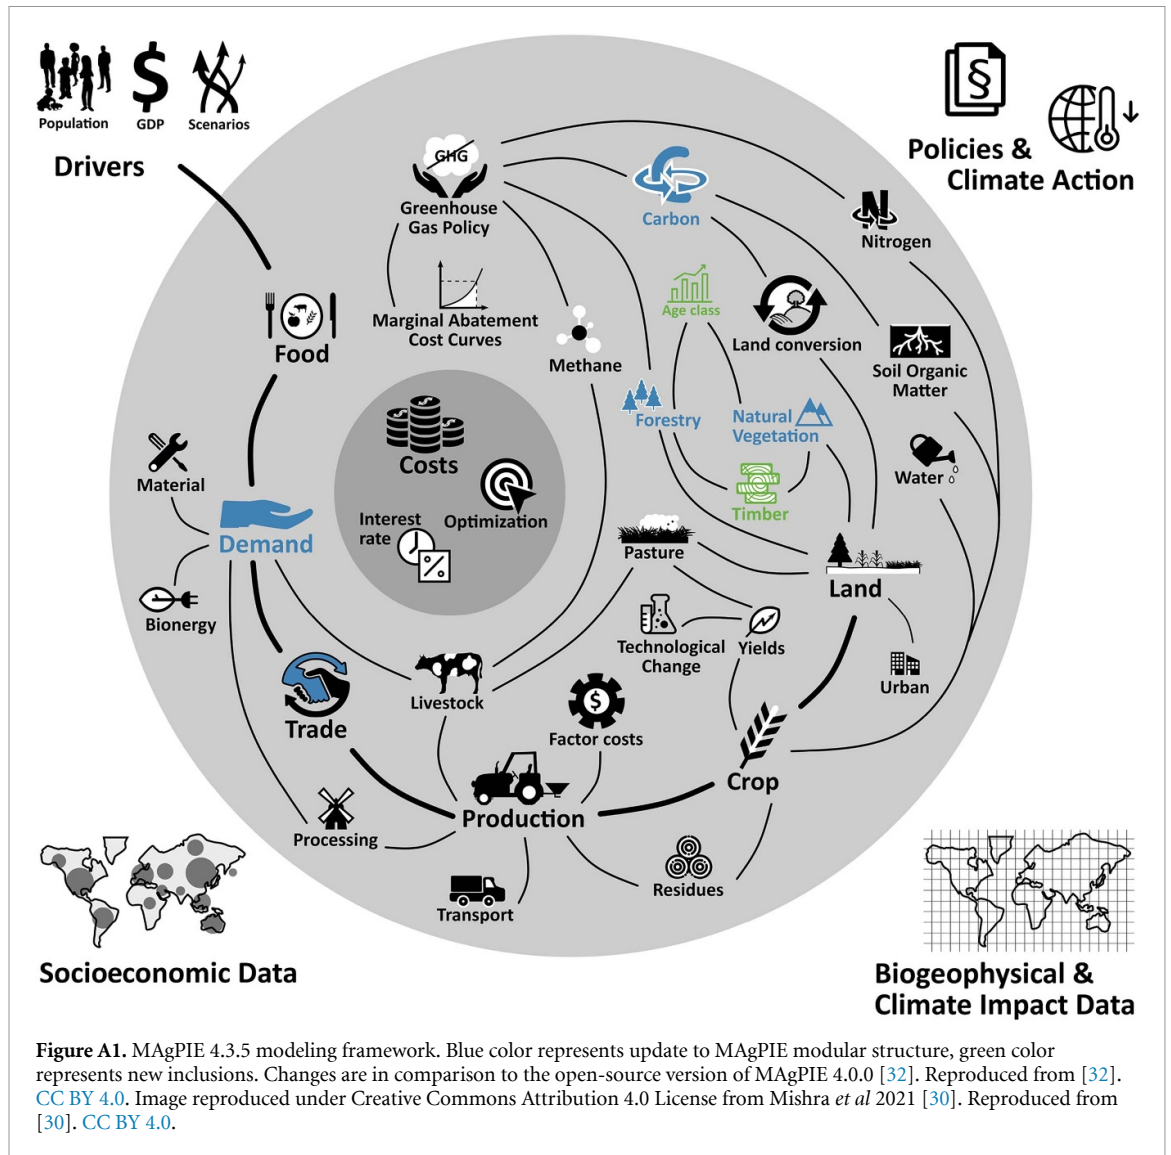 Population
GDP
Scenarios
Drivers
§
Policies &
Climate Action
GHG
Greenhouse
Gas Policy
Carbon
N
Nitrogen
Marginal Abatement
Cost Curves
Methane
Age class
Land conversion
Soil Organic
Matter
$
Food
Forestry
Natural
Vegetation
Water
Costs
Optimization
Interest
rate
%
Material
Demand
Bionergy
Timber
Pasture
Land
Technological
Change
Yields
Urban
Trade
Livestock
$
Factor costs
Crop
Production
Processing
Transport
Residues
Socioeconomic Data
Biogeophysical &
Climate Impact Data
Figure A1. MAgPIE 4.3.5 modeling framework. Blue color represents update to MAgPIE modular structure, green color
represents new inclusions. Changes are in comparison to the open-source version of MAgPIE 4.0.0 [32]. Reproduced from [32].
CC BY 4.0. Image reproduced under Creative Commons Attribution 4.0 License from Mishra et al 2021 [30]. Reproduced from
[30]. CC BY 4.0.